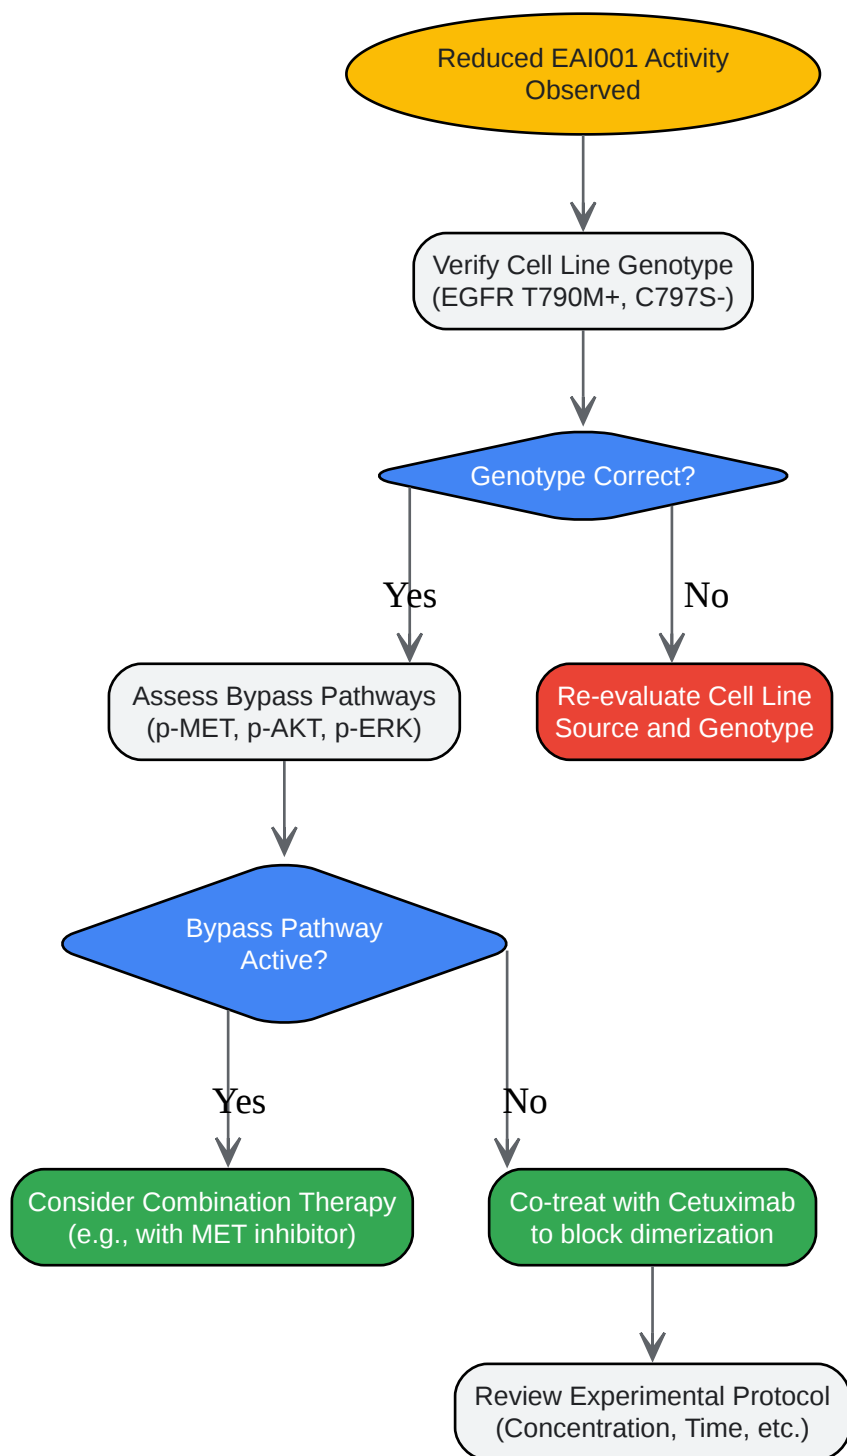 Reduced EAI001 Activity
Observed
Verify Cell Line Genotype
(EGFR T790M+, C797S-)
Genotype Correct?
Yes
No
Assess Bypass Pathways
(p-MET, p-AKT, p-ERK)
Re-evaluate Cell Line
Source and Genotype
Bypass Pathway
Active?
Yes
No
Consider Combination Therapy
(e.g., with MET inhibitor)
Co-treat with Cetuximab
to block dimerization
Review Experimental Protocol
(Concentration, Time, etc.)